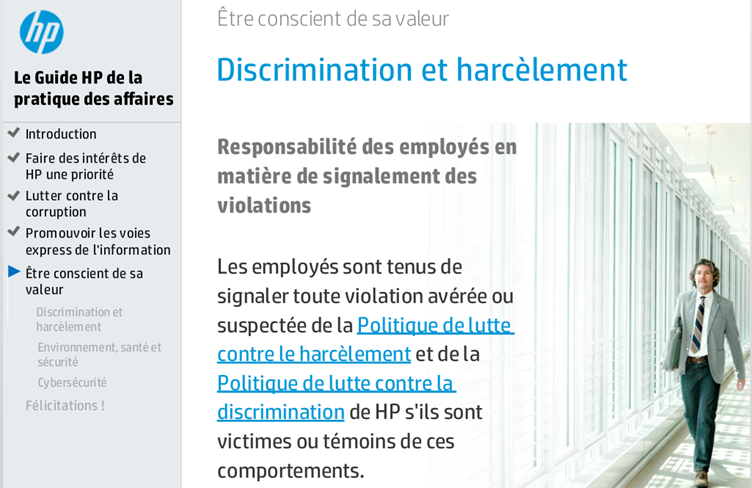 hp
Le Guide HP de la
pratique des affaires
Introduction
Faire des intérêts de
HP une priorité
Lutter contre la
corruption
Promouvoir les voies
express de l'information
Être conscient de sa
valeur
Discrimination et
harcèlement
Environnement, santé et
sécurité
Cybersécurité
Félicitations !
Être conscient de sa valeur
Discrimination et harcèlement
Responsabilité des employés en
matière de signalement des
violations
Les employés sont tenus de
signaler toute violation avérée ou
suspectée de la Politique de lutte
contre le harcèlement et de la
Politique de lutte contre la
discrimination de HP s'ils sont
victimes ou témoins de ces
comportements.